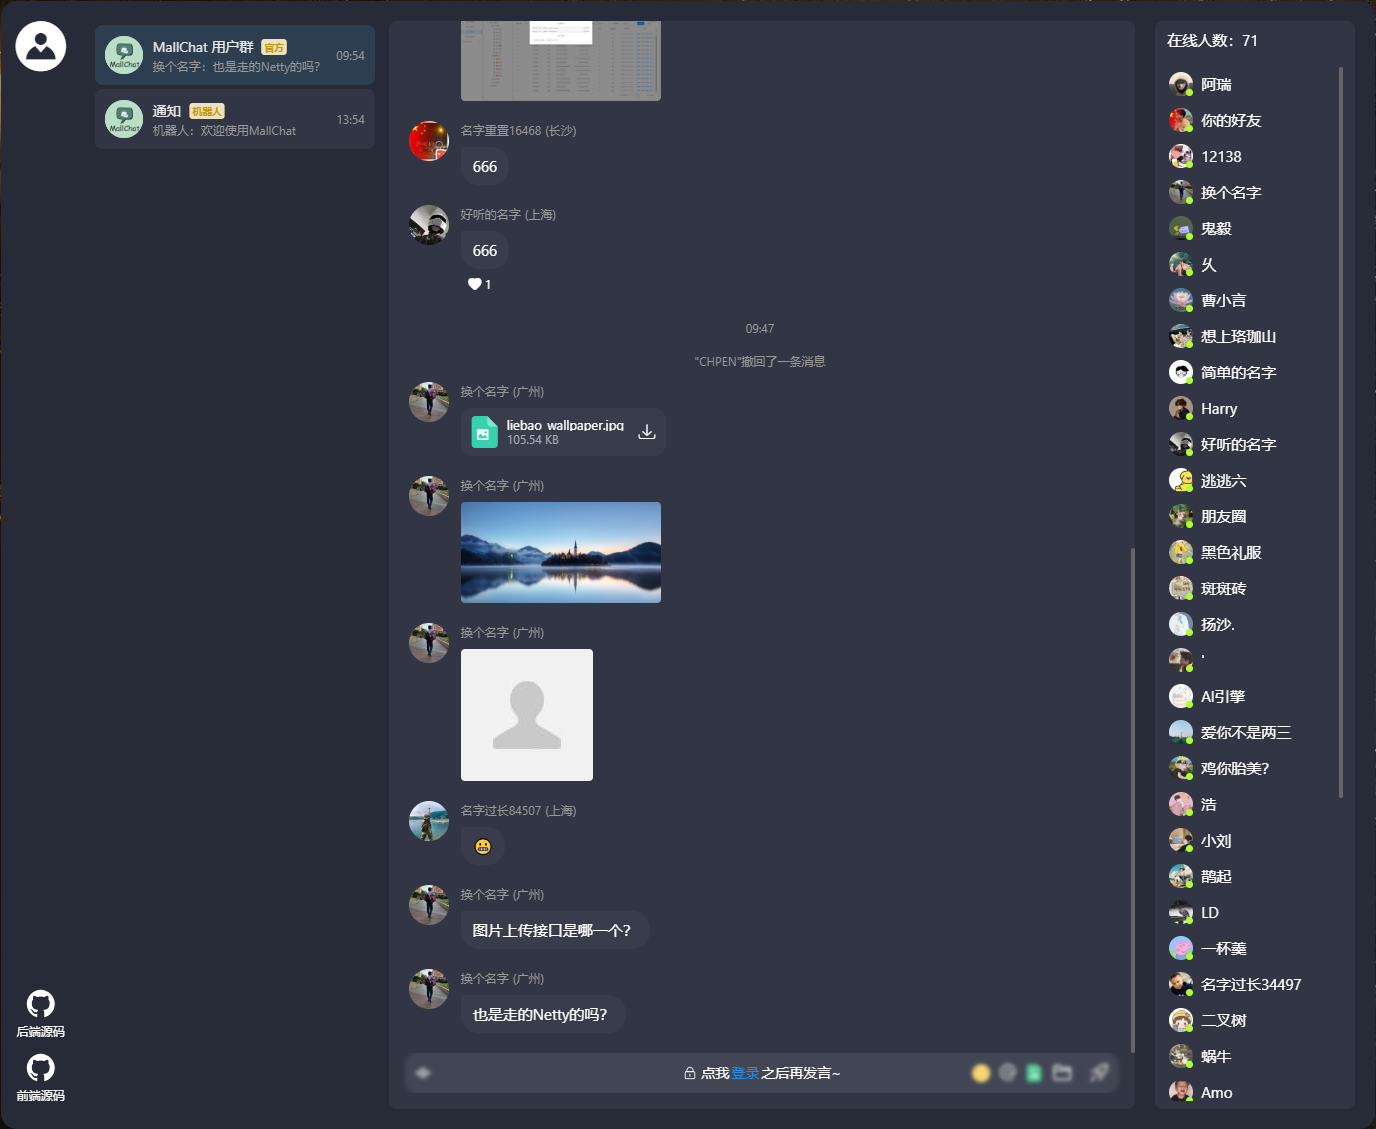 MallChat 用户群 官方
换个名字：也是走的Netty的吗?
09:54
通知 机器人
机器人：欢迎使用MallChat
13:54
MallChat
MallChat
后端源码
前端源码
名字重置16468 (长沙)
666
好听的名字 (上海)
666
1
09:47
"CHPEN"撤回了一条消息
换个名字 (广州)
liebao_wallpaper.jpg
105.54 KB
换个名字 (广州)
换个名字 (广州)
名字过长84507 (上海)
换个名字 (广州)
图片上传接口是哪一个?
换个名字 (广州)
也是走的Netty的吗?
点我登录之后再发言~
在线人数：71
阿瑞
你的好友
12138
换个名字
鬼毅
乆
曹小言
想上珞珈山
简单的名字
Harry
好听的名字
逃逃六
朋友圈
黑色礼服
斑斑砖
扬沙.
'
AI引擎
爱你不是两三
鸡你胎美?
浩
小刘
鹊起
LD
一杯羹
名字过长34497
二叉树
蜗牛
Amo